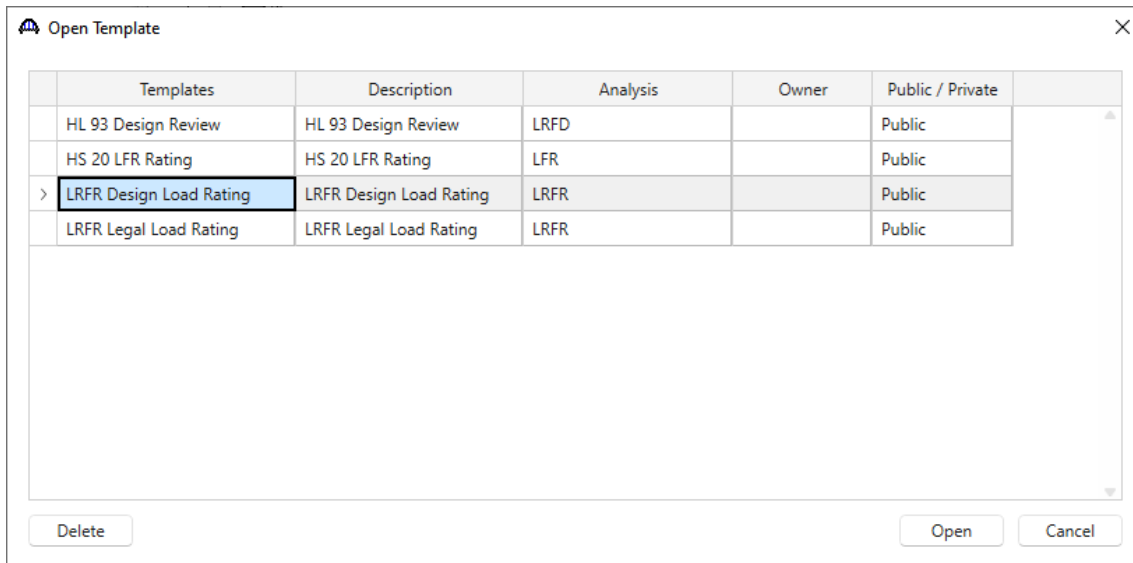 Open Template
Templates Description Analysis Owner Public / Private
HL 93 Design Review HL 93 Design Review LRFD Public
HS 20 LFR Rating HS 20 LFR Rating LFR Public
LRFR Design Load Rating LRFR Design Load Rating LRFR Public
LRFR Legal Load Rating LRFR Legal Load Rating LRFR Public
Delete Open Cancel